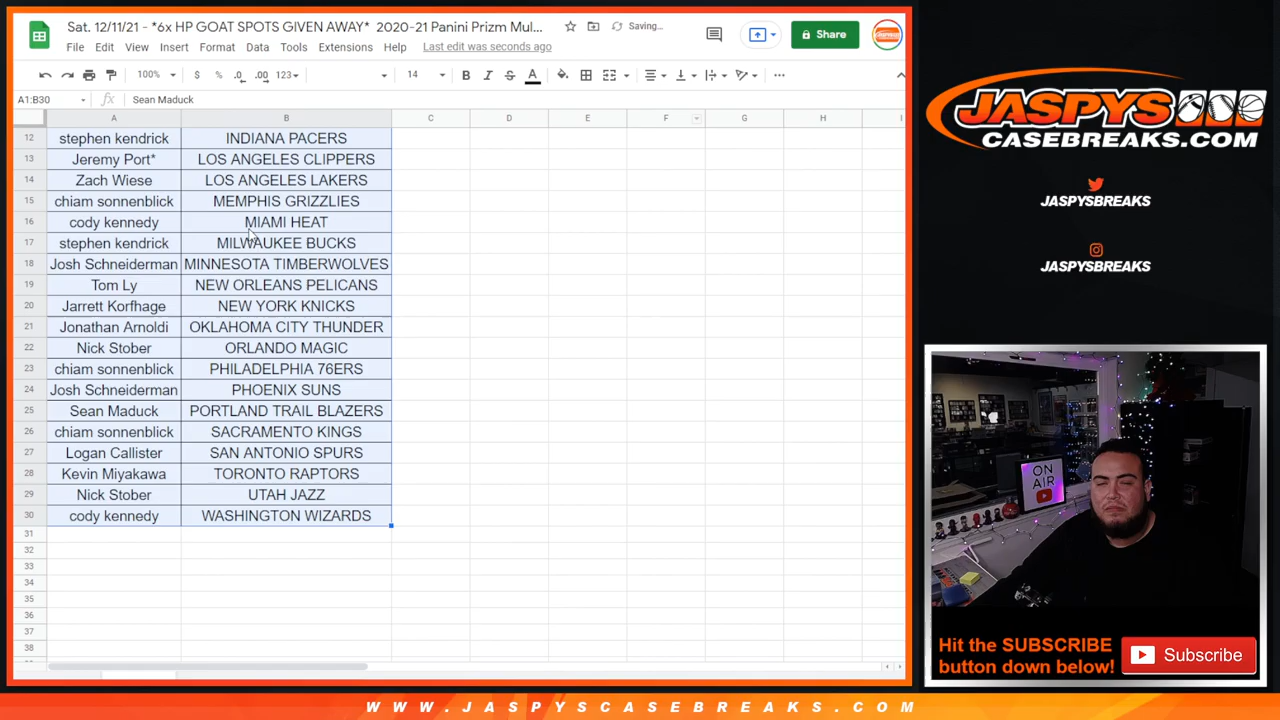 Sat. 12/11/21 - *6x HP GOAT SPOTS GIVEN AWAY* 2020-21 Panini Prizm Mul... Saving...
File Edit View Insert Format Data Tools Extensions Help Last edit was seconds ago
Share
100% $ % .0 .00 123 14 B I S A
A1:B30 fx Sean Maduck
A B C D E F G H I
12 stephen kendrick INDIANA PACERS
13 Jeremy Port* LOS ANGELES CLIPPERS
14 Zach Wiese LOS ANGELES LAKERS
15 chiam sonnenblick MEMPHIS GRIZZLIES
16 cody kennedy MIAMI HEAT
17 stephen kendrick MILWAUKEE BUCKS
18 Josh Schneiderman MINNESOTA TIMBERWOLVES
19 Tom Ly NEW ORLEANS PELICANS
20 Jarrett Korfhage NEW YORK KNICKS
21 Jonathan Arnoldi OKLAHOMA CITY THUNDER
22 Nick Stober ORLANDO MAGIC
23 chiam sonnenblick PHILADELPHIA 76ERS
24 Josh Schneiderman PHOENIX SUNS
25 Sean Maduck PORTLAND TRAIL BLAZERS
26 chiam sonnenblick SACRAMENTO KINGS
27 Logan Callister SAN ANTONIO SPURS
28 Kevin Miyakawa TORONTO RAPTORS
29 Nick Stober UTAH JAZZ
30 cody kennedy WASHINGTON WIZARDS
31
32
33
34
35
36
37
38
JASPYS
CASEBREAKS.COM
JASPYSBREAKS
JASPYSBREAKS
ON
AIR
Hit the SUBSCRIBE
button down below!
Subscribe
WWW.JASPYSCASEBREAKS.COM